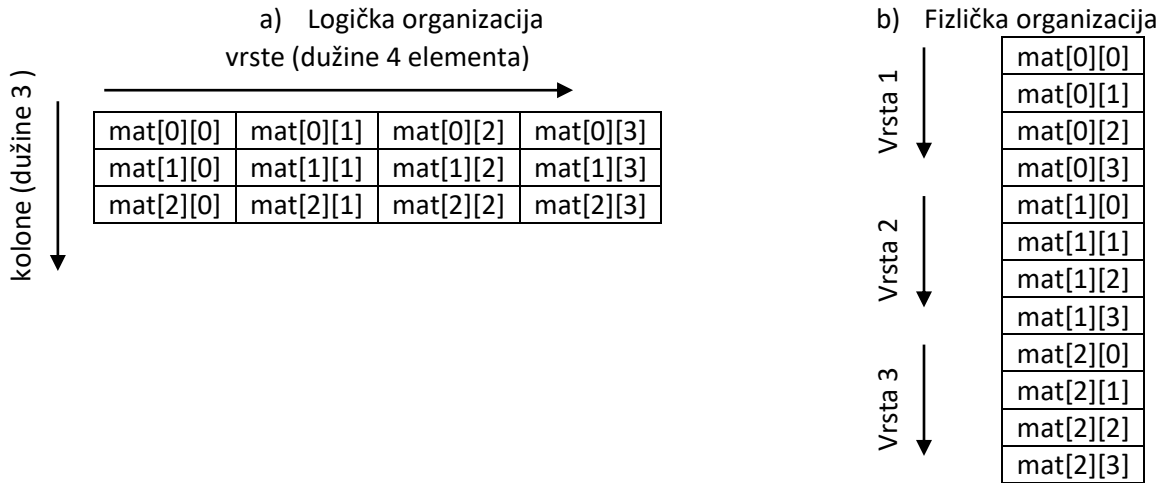 a) Logička organizacija
vrste (dužine 4 elementa)
kolone (dužine 3 )
mat[0][0] mat[0][1] mat[0][2] mat[0][3]
mat[1][0] mat[1][1] mat[1][2] mat[1][3]
mat[2][0] mat[2][1] mat[2][2] mat[2][3]
b) Fizlička organizacija
Vrsta 1
mat[0][0]
mat[0][1]
mat[0][2]
mat[0][3]
Vrsta 2
mat[1][0]
mat[1][1]
mat[1][2]
mat[1][3]
Vrsta 3
mat[2][0]
mat[2][1]
mat[2][2]
mat[2][3]